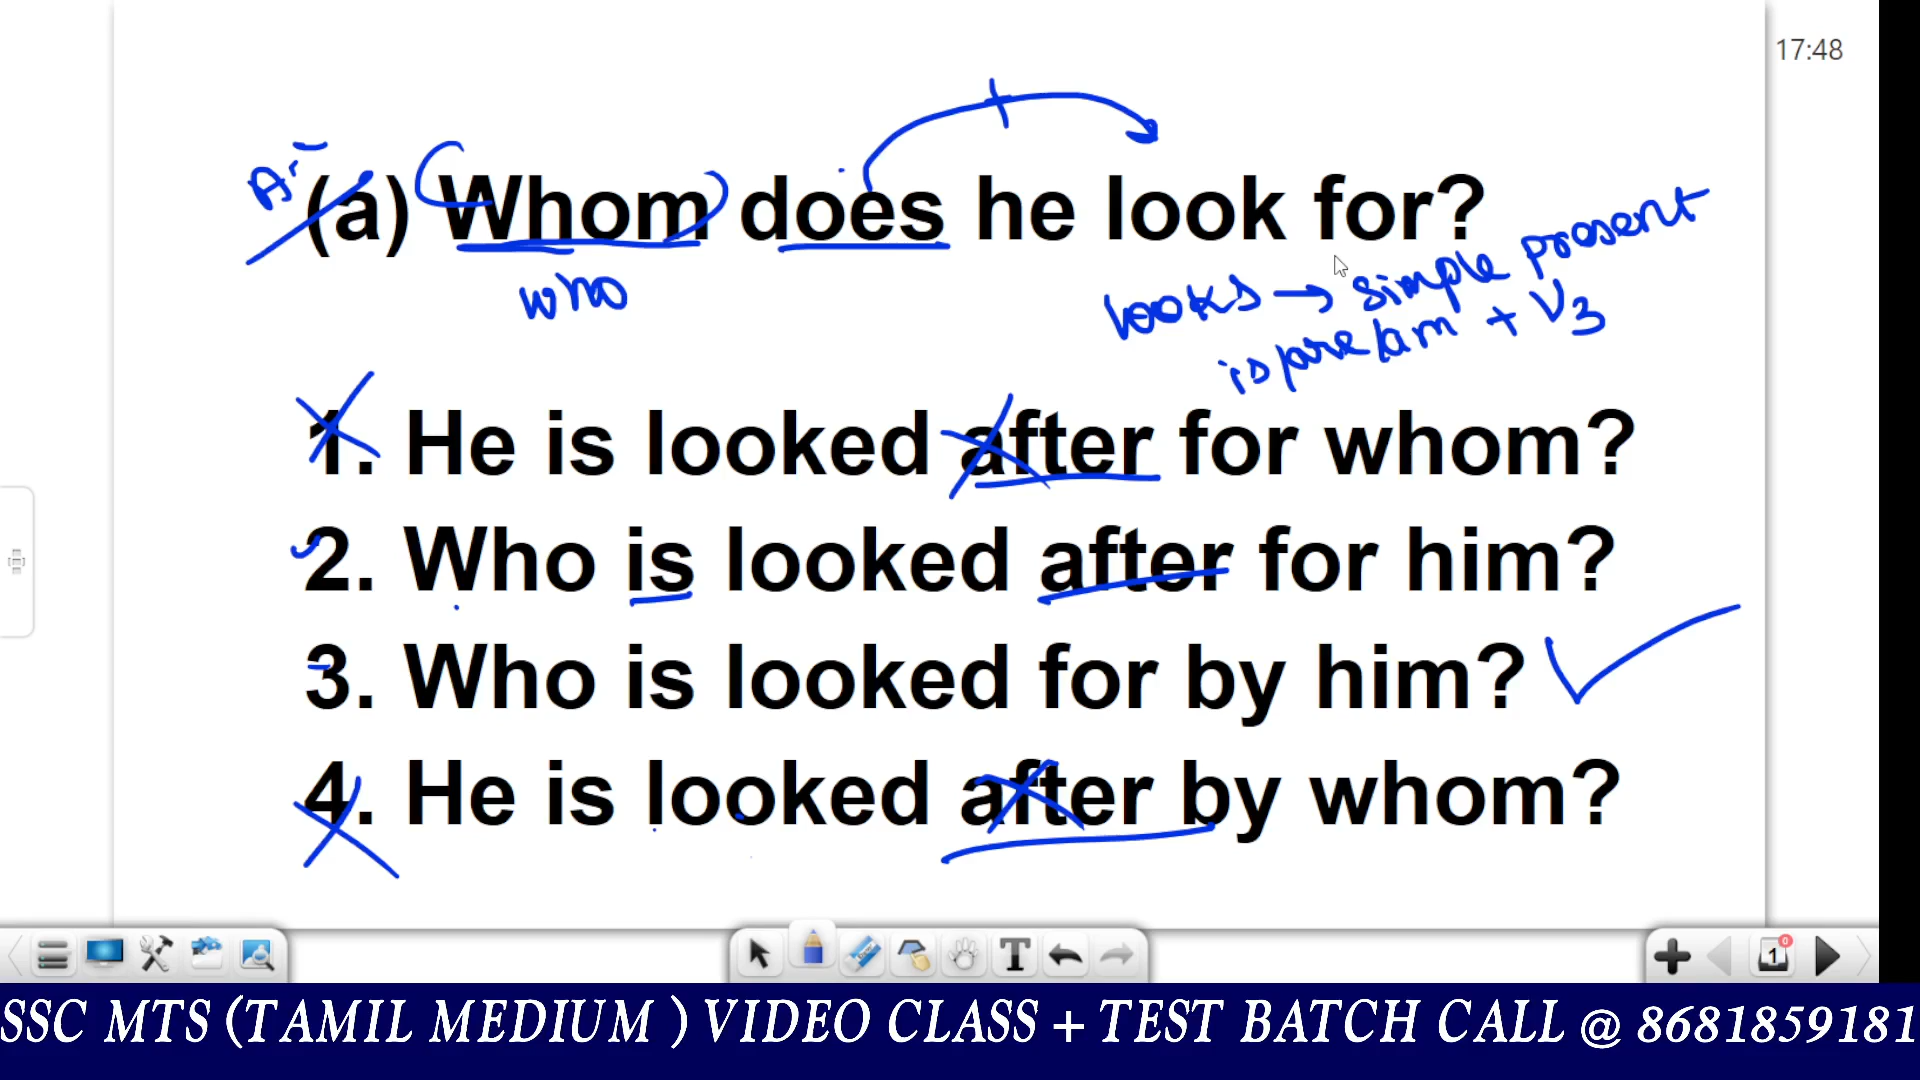 17:48
(a) Whom does he look for?
who
looks → simple present
is/are/am + V3
1. He is looked after for whom?
2. Who is looked after for him?
3. Who is looked for by him?
4. He is looked after by whom?
1
0
SSC MTS (TAMIL MEDIUM ) VIDEO CLASS + TEST BATCH CALL @ 8681859181